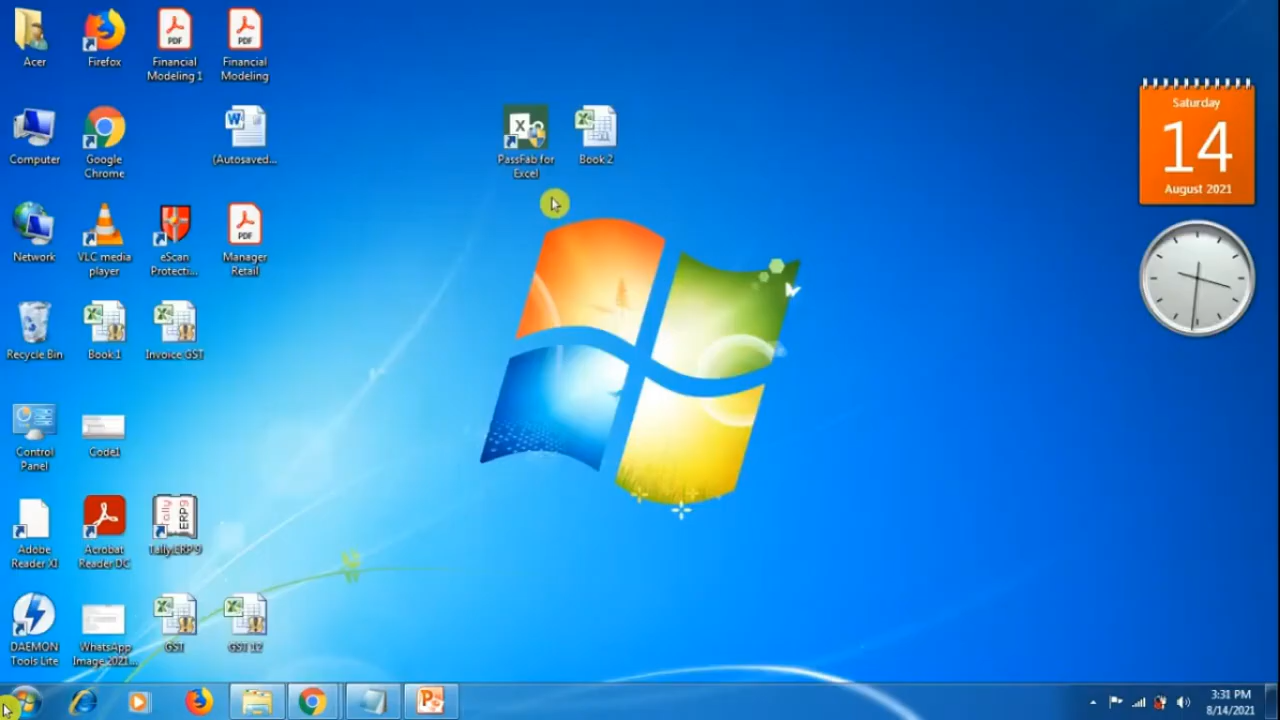 Acer
Firefox
Financial
Modeling 1
Financial
Modeling
Computer
Google
Chrome
(Autosaved...
PassFab for
Excel
Book 2
Saturday
14
August 2021
Network
VLC media
player
eScan
Protecti...
Manager
Retail
Recycle Bin
Book1
Invoice GST
Control
Panel
Code1
Adobe
Reader XI
Acrobat
Reader DC
Tally.ERP 9
DAEMON
Tools Lite
WhatsApp
Image 2021...
GST
GST 12
3:31 PM
8/14/2021